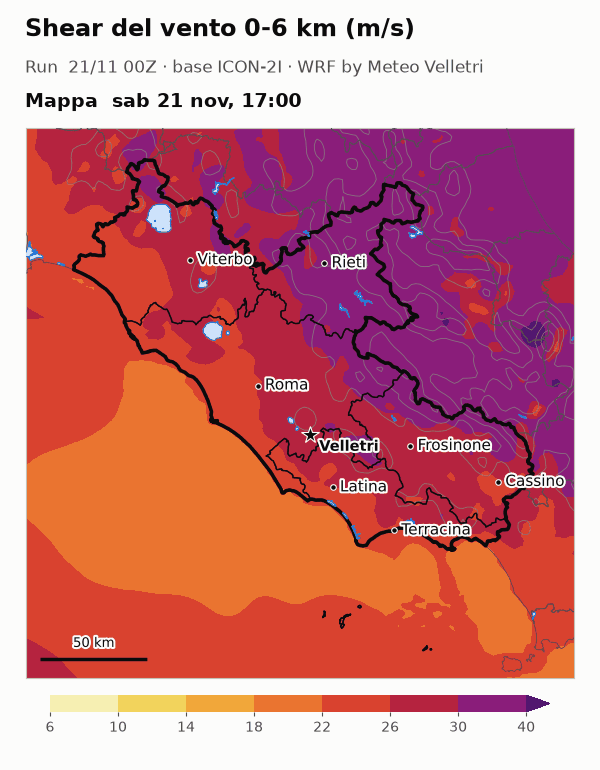 Shear del vento 0-6 km (m/s)
Run  21/11 00Z · base ICON-2I · WRF by Meteo Velletri
Mappa  sab 21 nov, 17:00
Viterbo
Rieti
Roma
Velletri
Frosinone
Latina
Cassino
Terracina
50 km
6 10 14 18 22 26 30 40